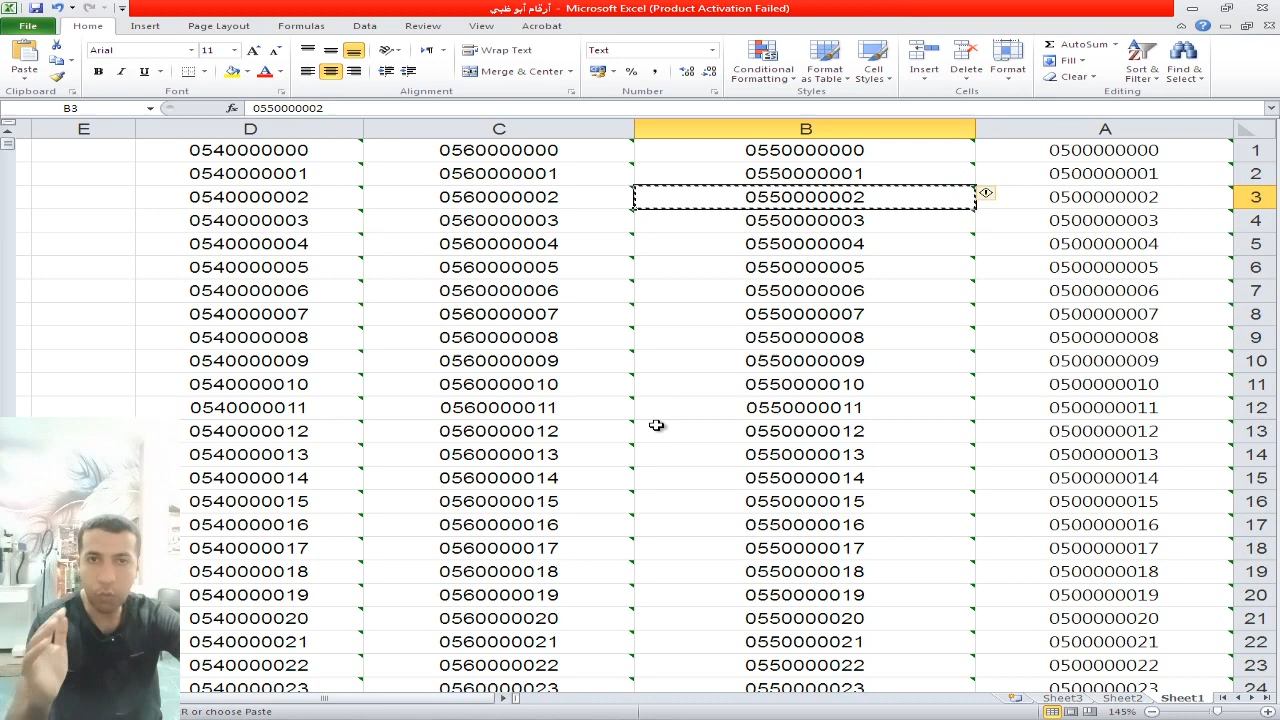 أرقام أبو ظبي - Microsoft Excel (Product Activation Failed)
File Home Insert Page Layout Formulas Data Review View Acrobat
Paste Arial 11 Wrap Text Text Conditional Formatting Format as Table Cell Styles Insert Delete Format AutoSum Sort & Filter Find & Select
B I U Merge & Center Fill Clear
Clipboard Font Alignment Number Styles Cells Editing
B3 fx 0550000002
E D C B A
0540000000 0560000000 0550000000 0500000000 1
0540000001 0560000001 0550000001 0500000001 2
0540000002 0560000002 0550000002 0500000002 3
0540000003 0560000003 0550000003 0500000003 4
0540000004 0560000004 0550000004 0500000004 5
0540000005 0560000005 0550000005 0500000005 6
0540000006 0560000006 0550000006 0500000006 7
0540000007 0560000007 0550000007 0500000007 8
0540000008 0560000008 0550000008 0500000008 9
0540000009 0560000009 0550000009 0500000009 10
0540000010 0560000010 0550000010 0500000010 11
0540000011 0560000011 0550000011 0500000011 12
0540000012 0560000012 0550000012 0500000012 13
0540000013 0560000013 0550000013 0500000013 14
0540000014 0560000014 0550000014 0500000014 15
0540000015 0560000015 0550000015 0500000015 16
0540000016 0560000016 0550000016 0500000016 17
0540000017 0560000017 0550000017 0500000017 18
0540000018 0560000018 0550000018 0500000018 19
0540000019 0560000019 0550000019 0500000019 20
0540000020 0560000020 0550000020 0500000020 21
0540000021 0560000021 0550000021 0500000021 22
0540000022 0560000022 0550000022 0500000022 23
0540000023 0560000023 0550000023 0500000023 24
Sheet3 Sheet2 Sheet1
R or choose Paste 145%